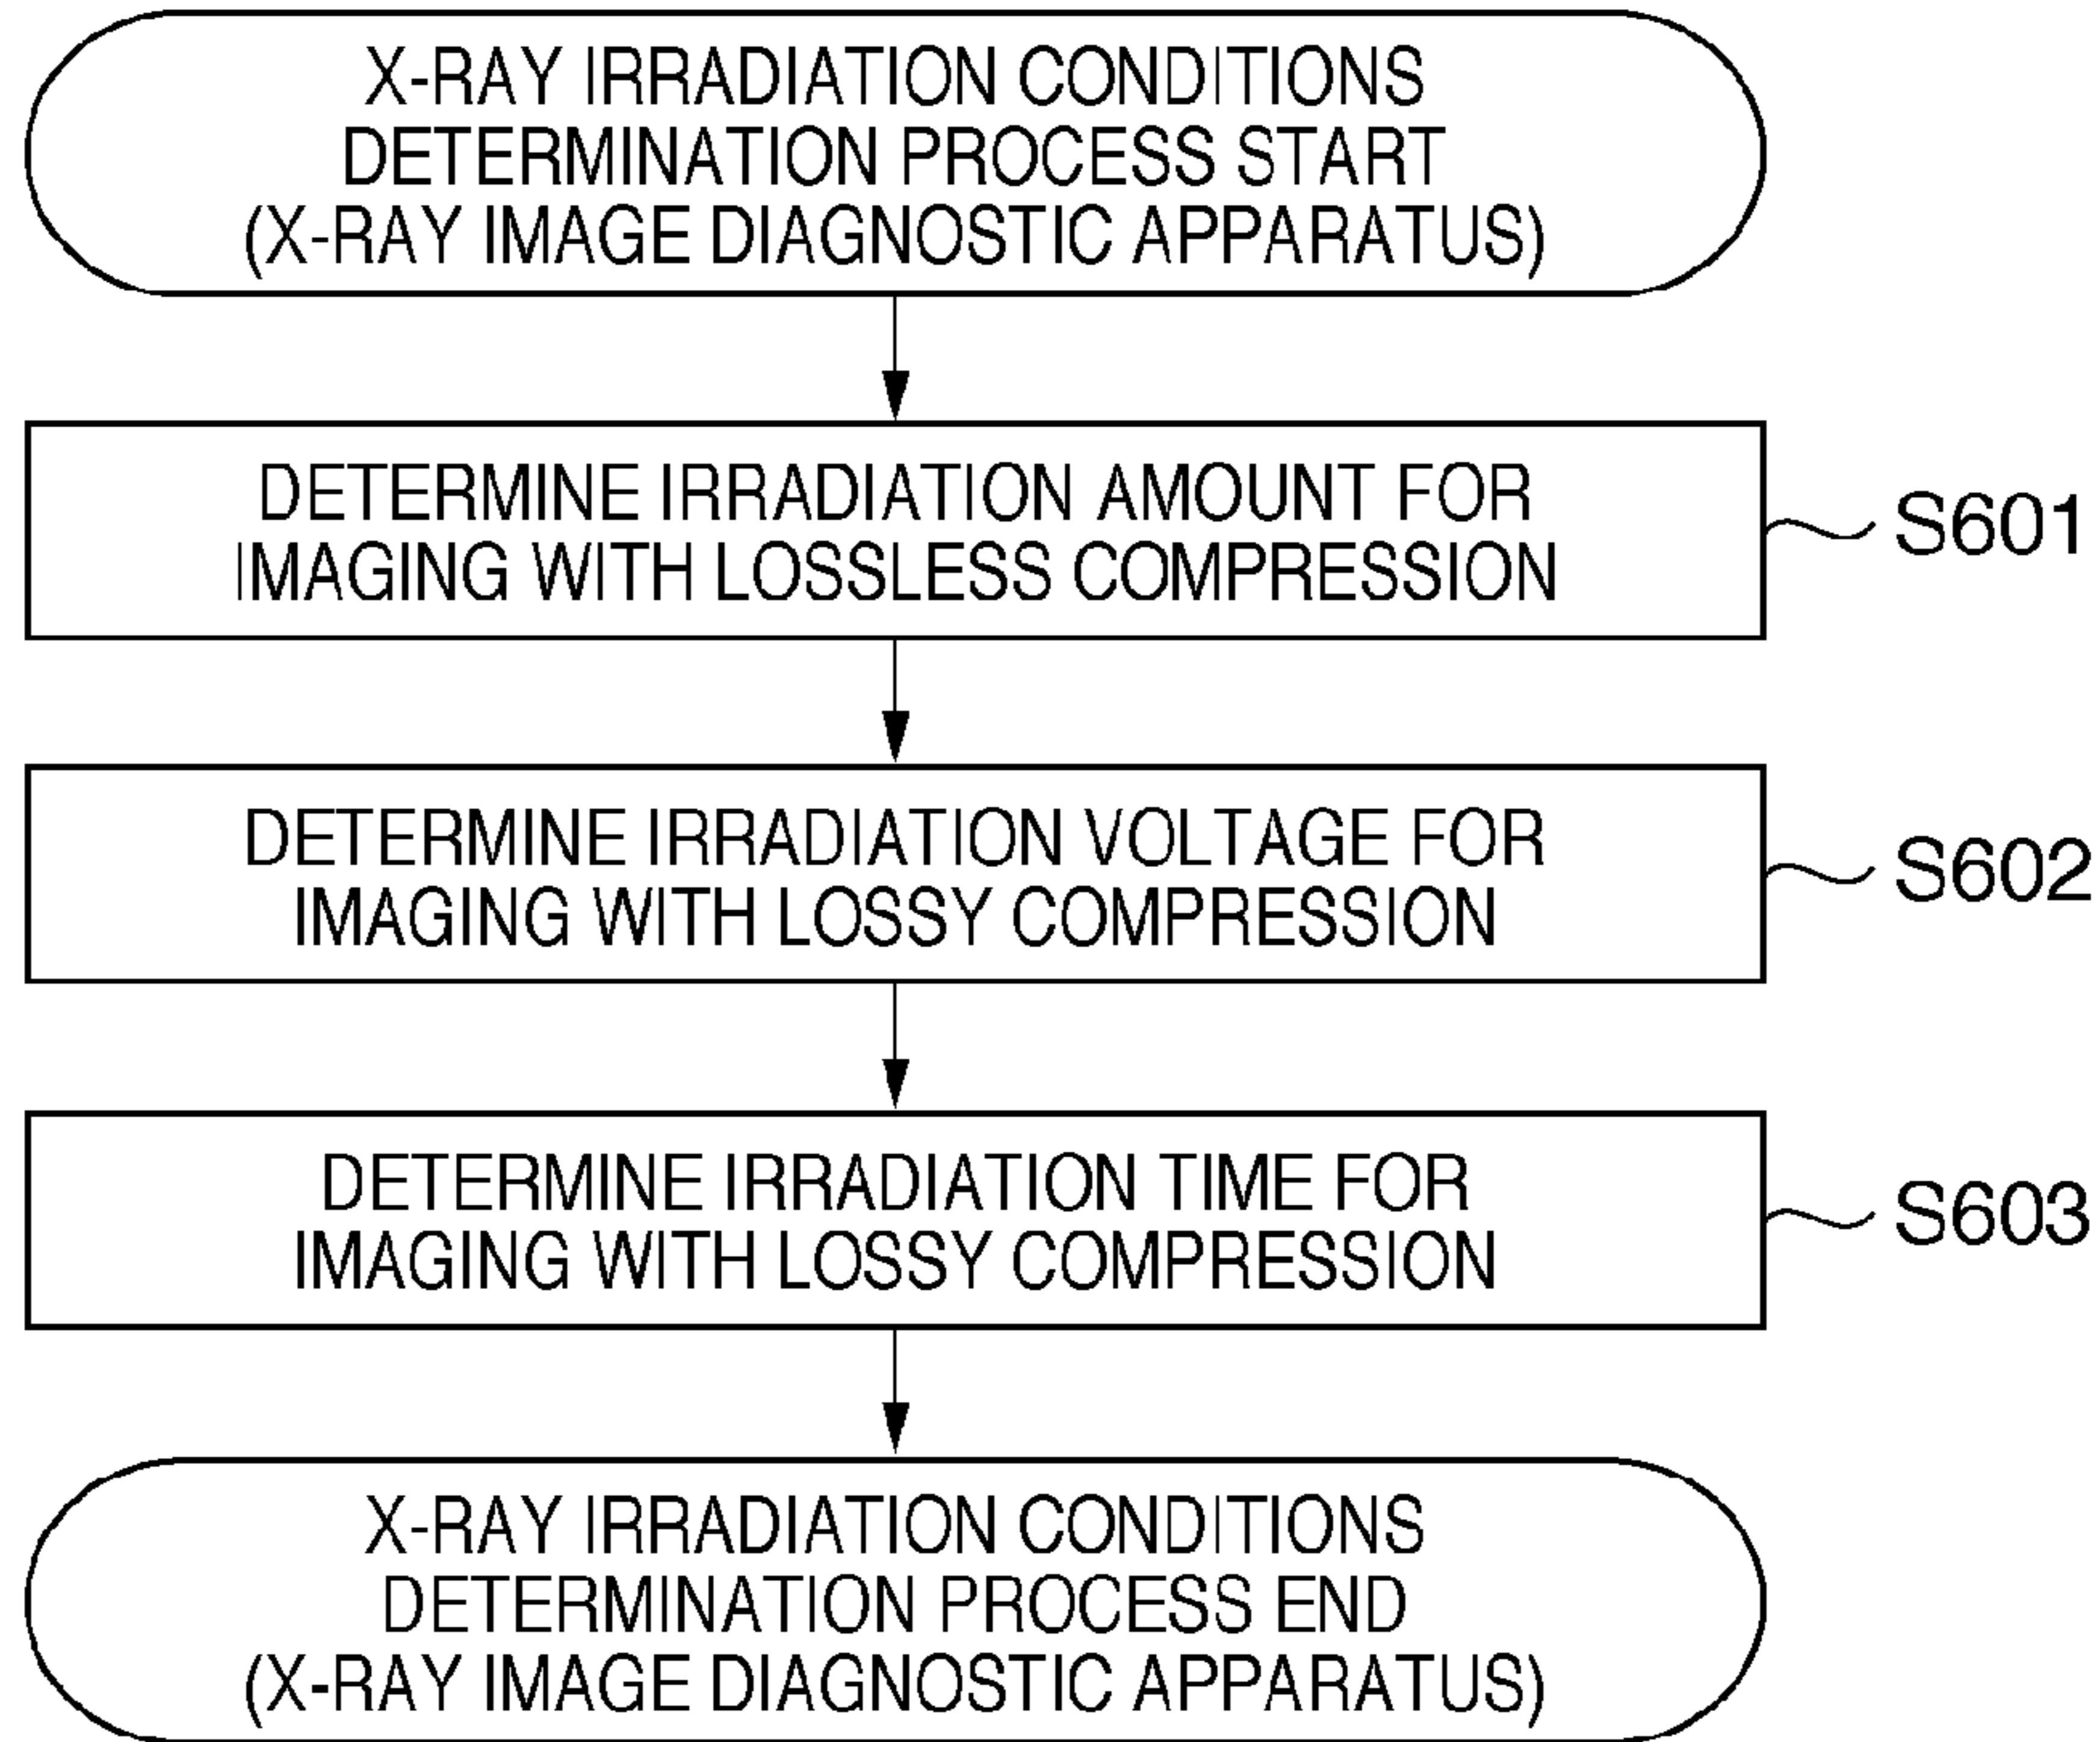 X-RAY IRRADIATION CONDITIONS
DETERMINATION PROCESS START
(X-RAY IMAGE DIAGNOSTIC APPARATUS)
DETERMINE IRRADIATION AMOUNT FOR
IMAGING WITH LOSSLESS COMPRESSION
S601
DETERMINE IRRADIATION VOLTAGE FOR
IMAGING WITH LOSSY COMPRESSION
S602
DETERMINE IRRADIATION TIME FOR
IMAGING WITH LOSSY COMPRESSION
S603
X-RAY IRRADIATION CONDITIONS
DETERMINATION PROCESS END
(X-RAY IMAGE DIAGNOSTIC APPARATUS)